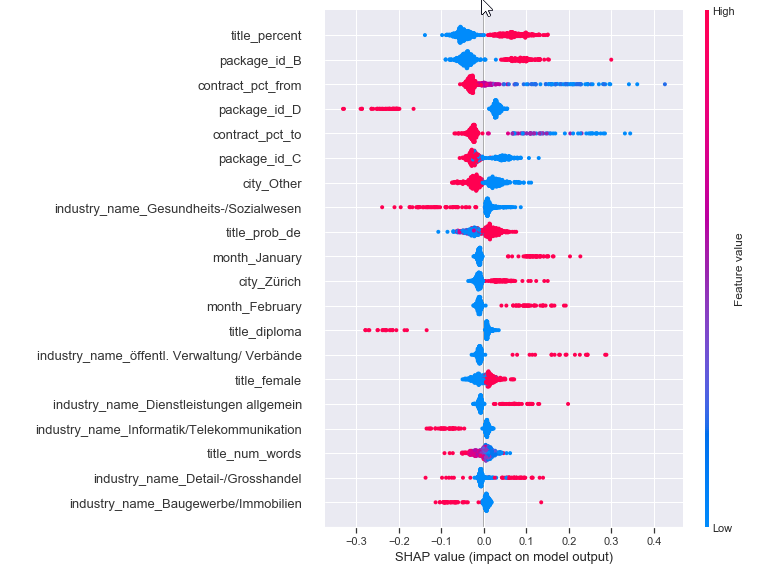 High
title_percent
package_id_B
contract_pct_from
package_id_D
contract_pct_to
package_id_C
city_Other
industry_name_Gesundheits-/Sozialwesen
title_prob_de
month_January
city_Zürich
month_February
title_diploma
industry_name_öffentl. Verwaltung/ Verbände
title_female
industry_name_Dienstleistungen allgemein
industry_name_Informatik/Telekommunikation
title_num_words
industry_name_Detail-/Grosshandel
industry_name_Baugewerbe/Immobilien
Feature value
Low
−0.3 −0.2 −0.1 0.0 0.1 0.2 0.3 0.4
SHAP value (impact on model output)